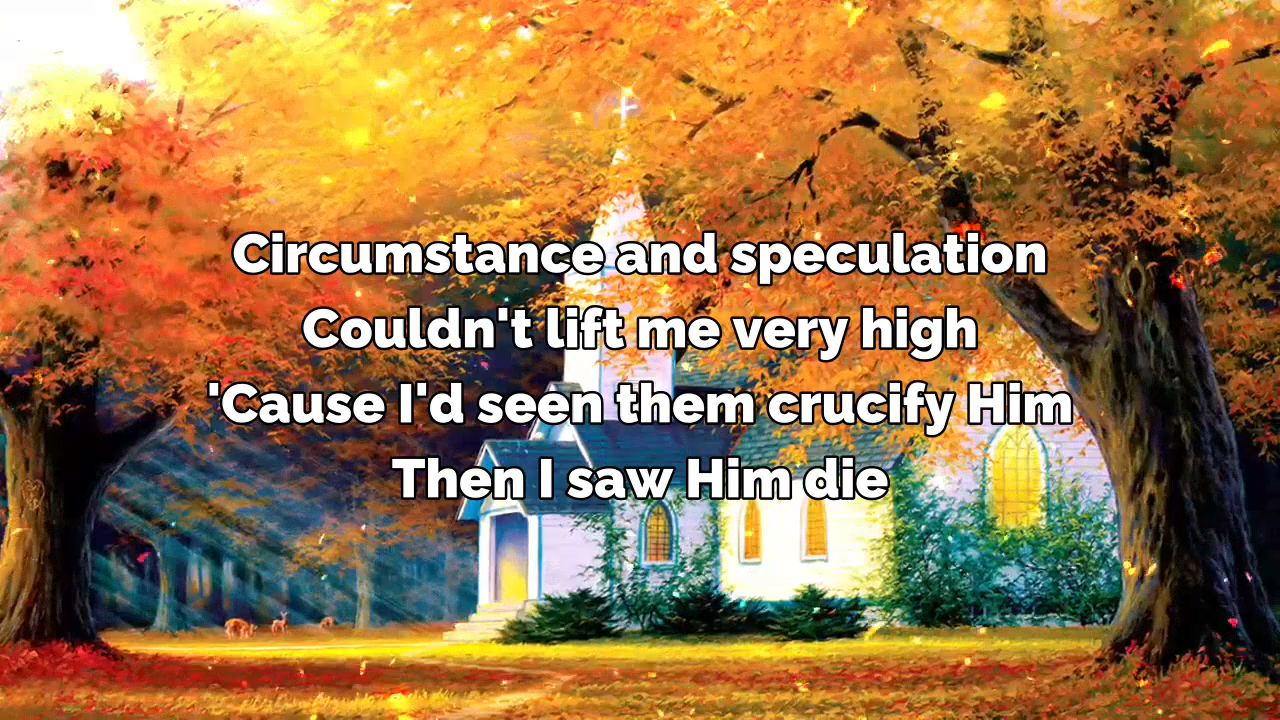 Circumstance and speculation
Couldn't lift me very high
'Cause I'd seen them crucify Him
Then I saw Him die